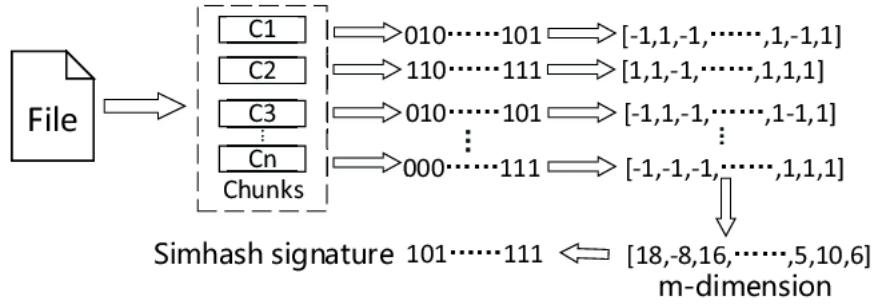 C1 010······101 [-1,1,-1,······,1,-1,1]
C2 110······111 [1,1,-1,······,1,1,1]
File C3 010······101 [-1,1,-1,······,1-1,1]
Cn 000······111 [-1,-1,-1,······,1,1,1]
Chunks
Simhash signature 101······111 [18,-8,16,······,5,10,6]
m-dimension